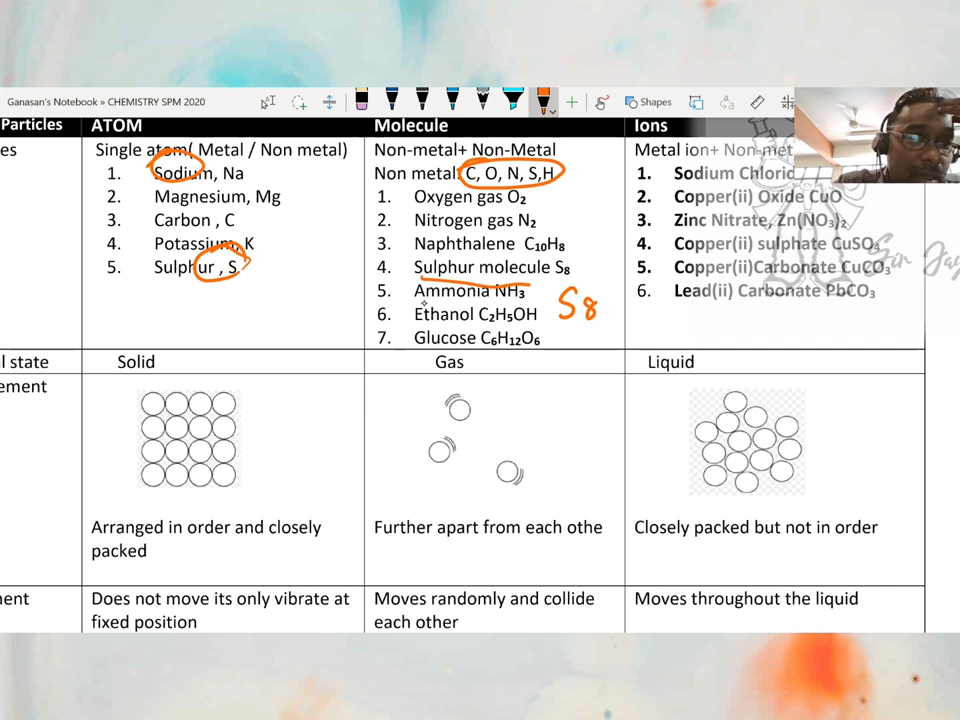 Ganasan's Notebook » CHEMISTRY SPM 2020
Shapes
Particles ATOM Molecule Ions
es
Single atom( Metal / Non metal)
1. Sodium, Na
2. Magnesium, Mg
3. Carbon , C
4. Potassium, K
5. Sulphur , S
Non-metal+ Non-Metal
Non metal: C, O, N, S,H
1. Oxygen gas O₂
2. Nitrogen gas N₂
3. Naphthalene C₁₀H₈
4. Sulphur molecule S₈
5. Ammonia NH₃
6. Ethanol C₂H₅OH
7. Glucose C₆H₁₂O₆
S8
Metal ion+ Non-met
1. Sodium Chlorid
2. Copper(ii) Oxide CuO
3. Zinc Nitrate, Zn(NO₃)₂
4. Copper(ii) sulphate CuSO₄
5. Copper(ii)Carbonate CuCO₃
6. Lead(ii) Carbonate PbCO₃
Sin Jay
l state Solid Gas Liquid
ement
Arranged in order and closely
packed
Further apart from each othe
Closely packed but not in order
ent
Does not move its only vibrate at
fixed position
Moves randomly and collide
each other
Moves throughout the liquid